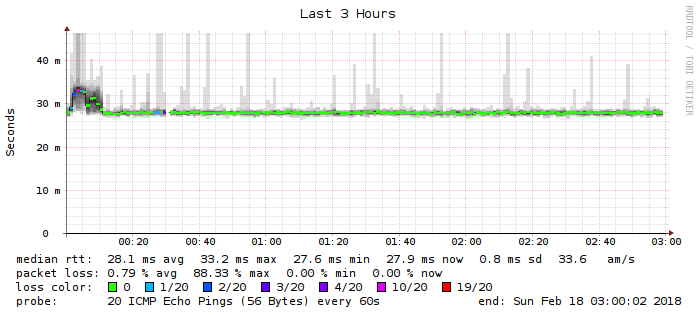 Last 3 Hours
RRDTOOL / TOBI OETIKER
Seconds
40 m
30 m
20 m
10 m
0
00:20 00:40 01:00 01:20 01:40 02:00 02:20 02:40 03:00
median rtt: 28.1 ms avg 33.2 ms max 27.6 ms min 27.9 ms now 0.8 ms sd 33.6 am/s
packet loss: 0.79 % avg 88.33 % max 0.00 % min 0.00 % now
loss color: 0 1/20 2/20 3/20 4/20 10/20 19/20
probe: 20 ICMP Echo Pings (56 Bytes) every 60s end: Sun Feb 18 03:00:02 2018